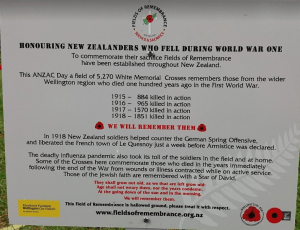 FIELDS OF REMEMBRANCE
HONOURING NEW ZEALANDERS WHO FELL DURING WORLD WAR ONE
To commemorate their sacrifice Fields of Remembrance
have been established throughout New Zealand.
This ANZAC Day a field of 5,270 White Memorial Crosses remembers those from the wider
Wellington region who died one hundred years ago in the First World War.
1915 – 884 killed in action
1916 – 965 killed in action
1917 – 1570 killed in action
1918 – 1851 killed in action
WE WILL REMEMBER THEM
In 1918 New Zealand soldiers helped counter the German Spring Offensive,
and liberated the French town of Le Quesnoy just a week before Armistice was declared.
The deadly influenza pandemic also took its toll of the soldiers in the field and at home.
Some of the Crosses here commemorate those who died in the years immediately
following the end of the War from wounds or illness contracted while on active service.
Those of the Jewish faith are remembered with a Star of David.
They shall grow not old, as we that are left grow old:
Age shall not weary them, nor the years condemn.
At the going down of the sun and in the morning
We will remember them.
This Field of Remembrance is hallowed ground, please treat it with respect.
www.fieldsofremembrance.org.nz